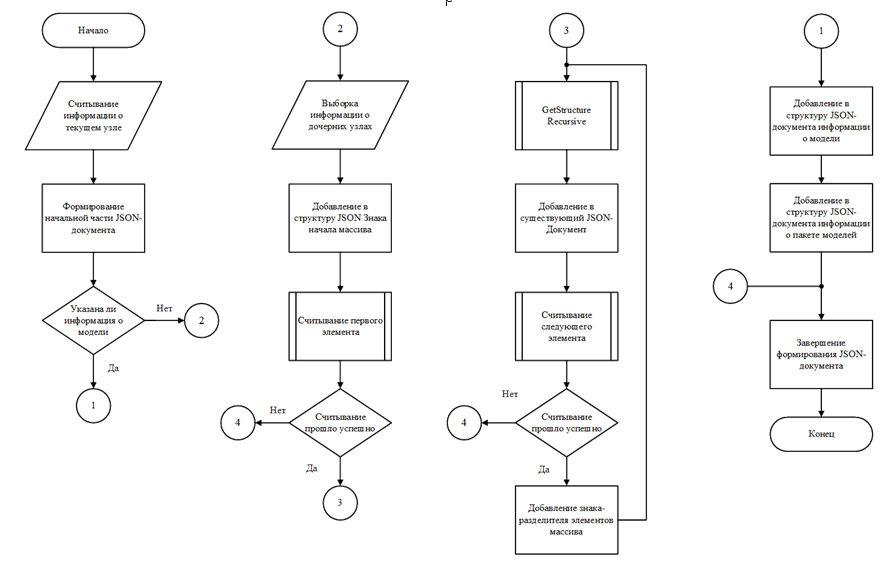 Начало
Считывание
информации о
текущем узле
Формирование
начальной части JSON-
документа
Указана ли
информация о
модели
Нет
2
Да
1
2
Выборка
информации о
дочерних узлах
Добавление в
структуру JSON Знака
начала массива
Считывание первого
элемента
Считывание
прошло успешно
Нет
4
Да
3
3
GetStructure
Recursive
Добавление в
существующий JSON-
Документ
Считывание
следующего
элемента
Считывание
прошло успешно
Нет
4
Да
Добавление знака-
разделителя элементов
массива
1
Добавление в
структуру JSON-
документа информации
о модели
Добавление в
структуру JSON-
документа информации
о пакете моделей
4
Завершение
формирования JSON-
документа
Конец